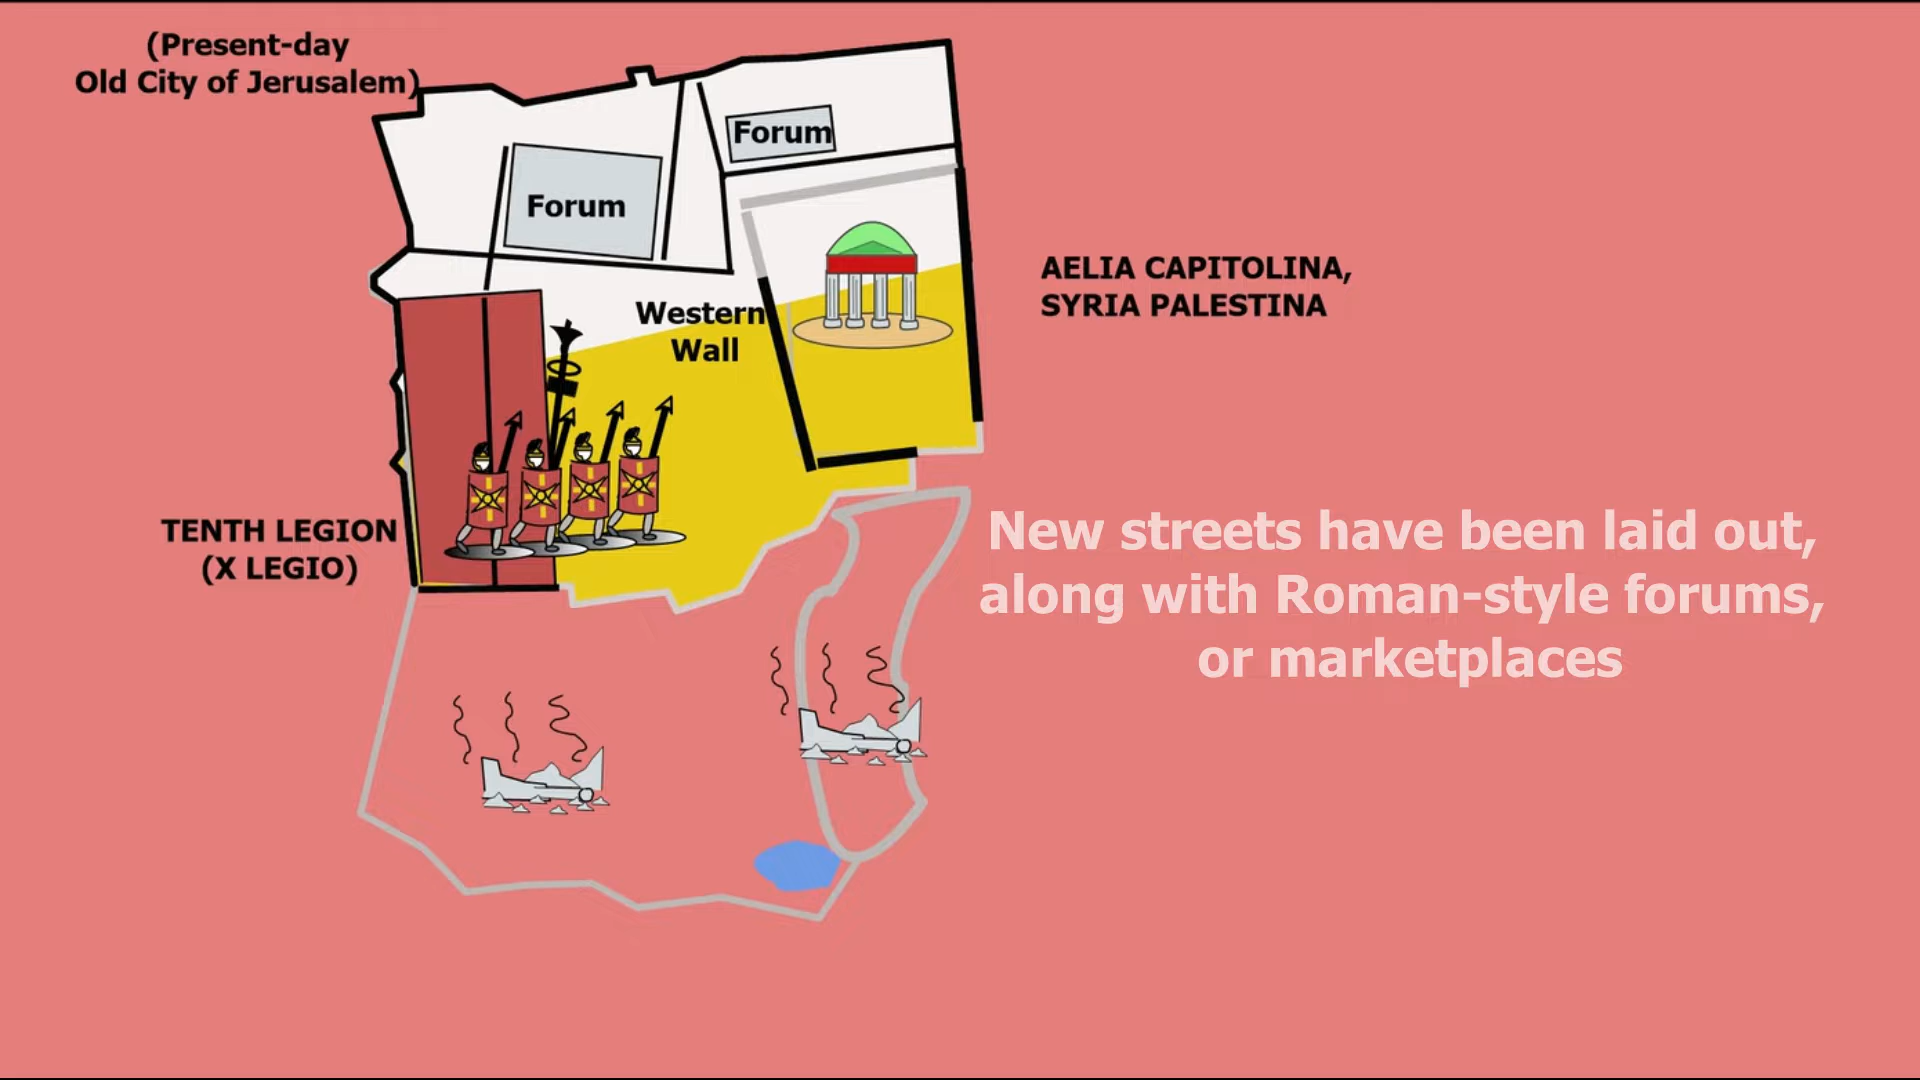 (Present-day
Old City of Jerusalem)
Forum
Forum
Western
Wall
AELIA CAPITOLINA,
SYRIA PALESTINA
TENTH LEGION
(X LEGIO)
New streets have been laid out,
along with Roman-style forums,
or marketplaces